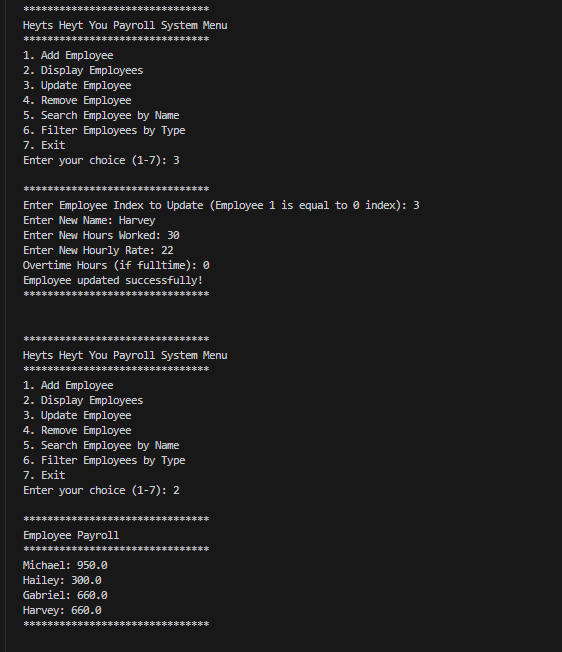 *******************************
Heyts Heyt You Payroll System Menu
*******************************
1. Add Employee
2. Display Employees
3. Update Employee
4. Remove Employee
5. Search Employee by Name
6. Filter Employees by Type
7. Exit
Enter your choice (1-7): 3
*******************************
Enter Employee Index to Update (Employee 1 is equal to 0 index): 3
Enter New Name: Harvey
Enter New Hours Worked: 30
Enter New Hourly Rate: 22
Overtime Hours (if fulltime): 0
Employee updated successfully!
*******************************
*******************************
Heyts Heyt You Payroll System Menu
*******************************
1. Add Employee
2. Display Employees
3. Update Employee
4. Remove Employee
5. Search Employee by Name
6. Filter Employees by Type
7. Exit
Enter your choice (1-7): 2
*******************************
Employee Payroll
*******************************
Michael: 950.0
Hailey: 300.0
Gabriel: 660.0
Harvey: 660.0
*******************************